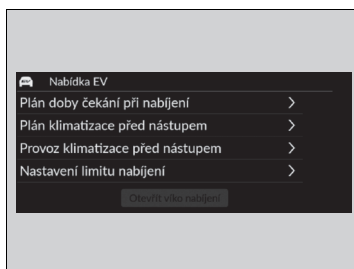 Nabídka EV
Plán doby čekání při nabíjení
Plán klimatizace před nástupem
Provoz klimatizace před nástupem
Nastavení limitu nabíjení
Otevřít víko nabíjení